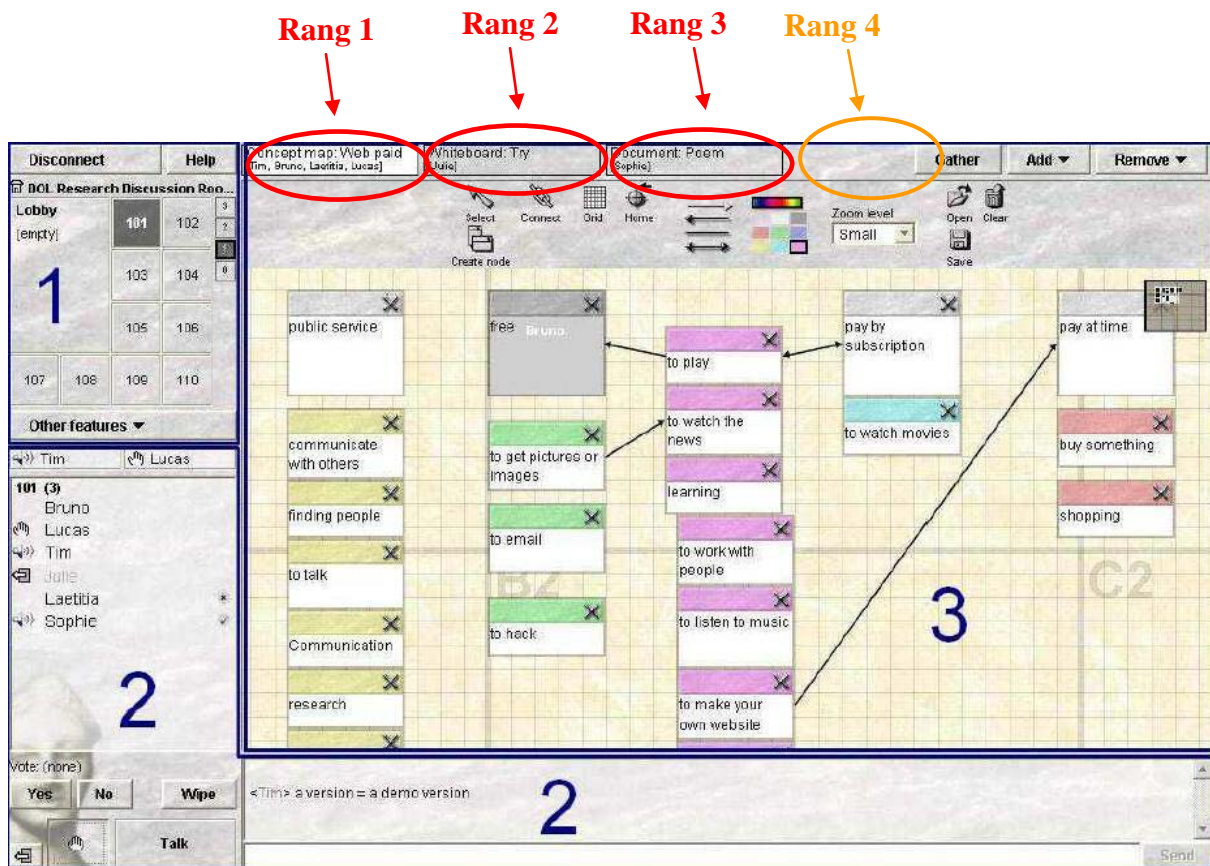 Rang 1
Rang 2
Rang 3
Rang 4
Disconnect
Help
Concept map: Web paid
[Tim, Bruno, Laetitia, Lucas]
Whiteboard: Try
[Julie]
Document: Poem
[Sophie]
Gather
Add
Remove
DOL Research Discussion Roo...
Lobby
[empty]
101
102
103
104
105
106
107
108
109
110
3
2
1
0
1
Other features
Select
Connect
Grid
Home
Create node
Zoom level
Small
Open
Clear
Save
public service
free
Bruno
to play
pay by
subscription
pay at time
communicate
with others
to get pictures or
images
to watch the
news
to watch movies
buy something
finding people
learning
shopping
to email
to talk
to work with
people
B2
C2
to hack
to listen to music
3
Communication
research
to make your
own website
Tim
Lucas
101 (3)
Bruno
Lucas
Tim
Julie
Laetitia
*
Sophie
2
Vote: (none)
Yes
No
Wipe
Talk
<Tim> a version = a demo version
2
Send